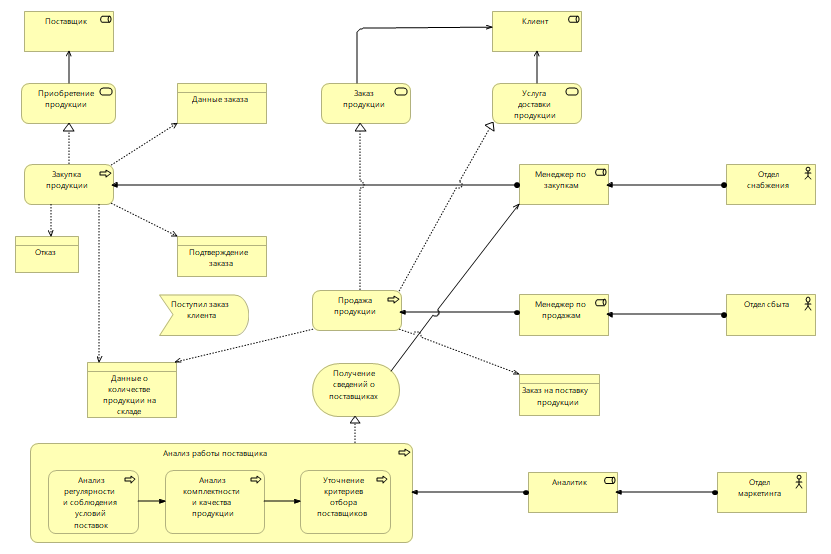 Поставщик
Клиент
Приобретение
продукции
Данные заказа
Заказ
продукции
Услуга
доставки
продукции
Закупка
продукции
Менеджер по
закупкам
Отдел
снабжения
Отказ
Подтверждение
заказа
Поступил заказ
клиента
Продажа
продукции
Менеджер по
продажам
Отдел сбыта
Данные о
количестве
продукции на
складе
Получение
сведений о
поставщиках
Заказ на поставку
продукции
Анализ работы поставщика
Анализ
регулярности
и соблюдения
условий
поставок
Анализ
комплектности
и качества
продукции
Уточнение
критериев
отбора
поставщиков
Аналитик
Отдел
маркетинга